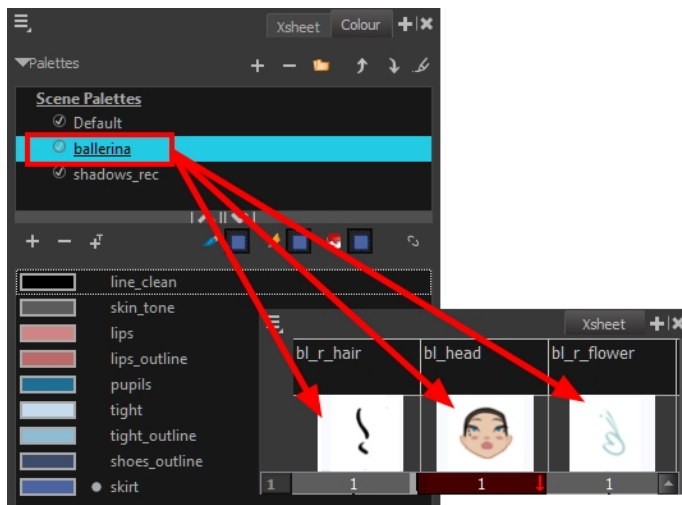 Xsheet Colour
Palettes
Scene Palettes
Default
ballerina
shadows_rec
line_clean
skin_tone
lips
lips_outline
pupils
tight
tight_outline
shoes_outline
skirt
Xsheet
bl_r_hair bl_head bl_r_flower
1 1 1 1